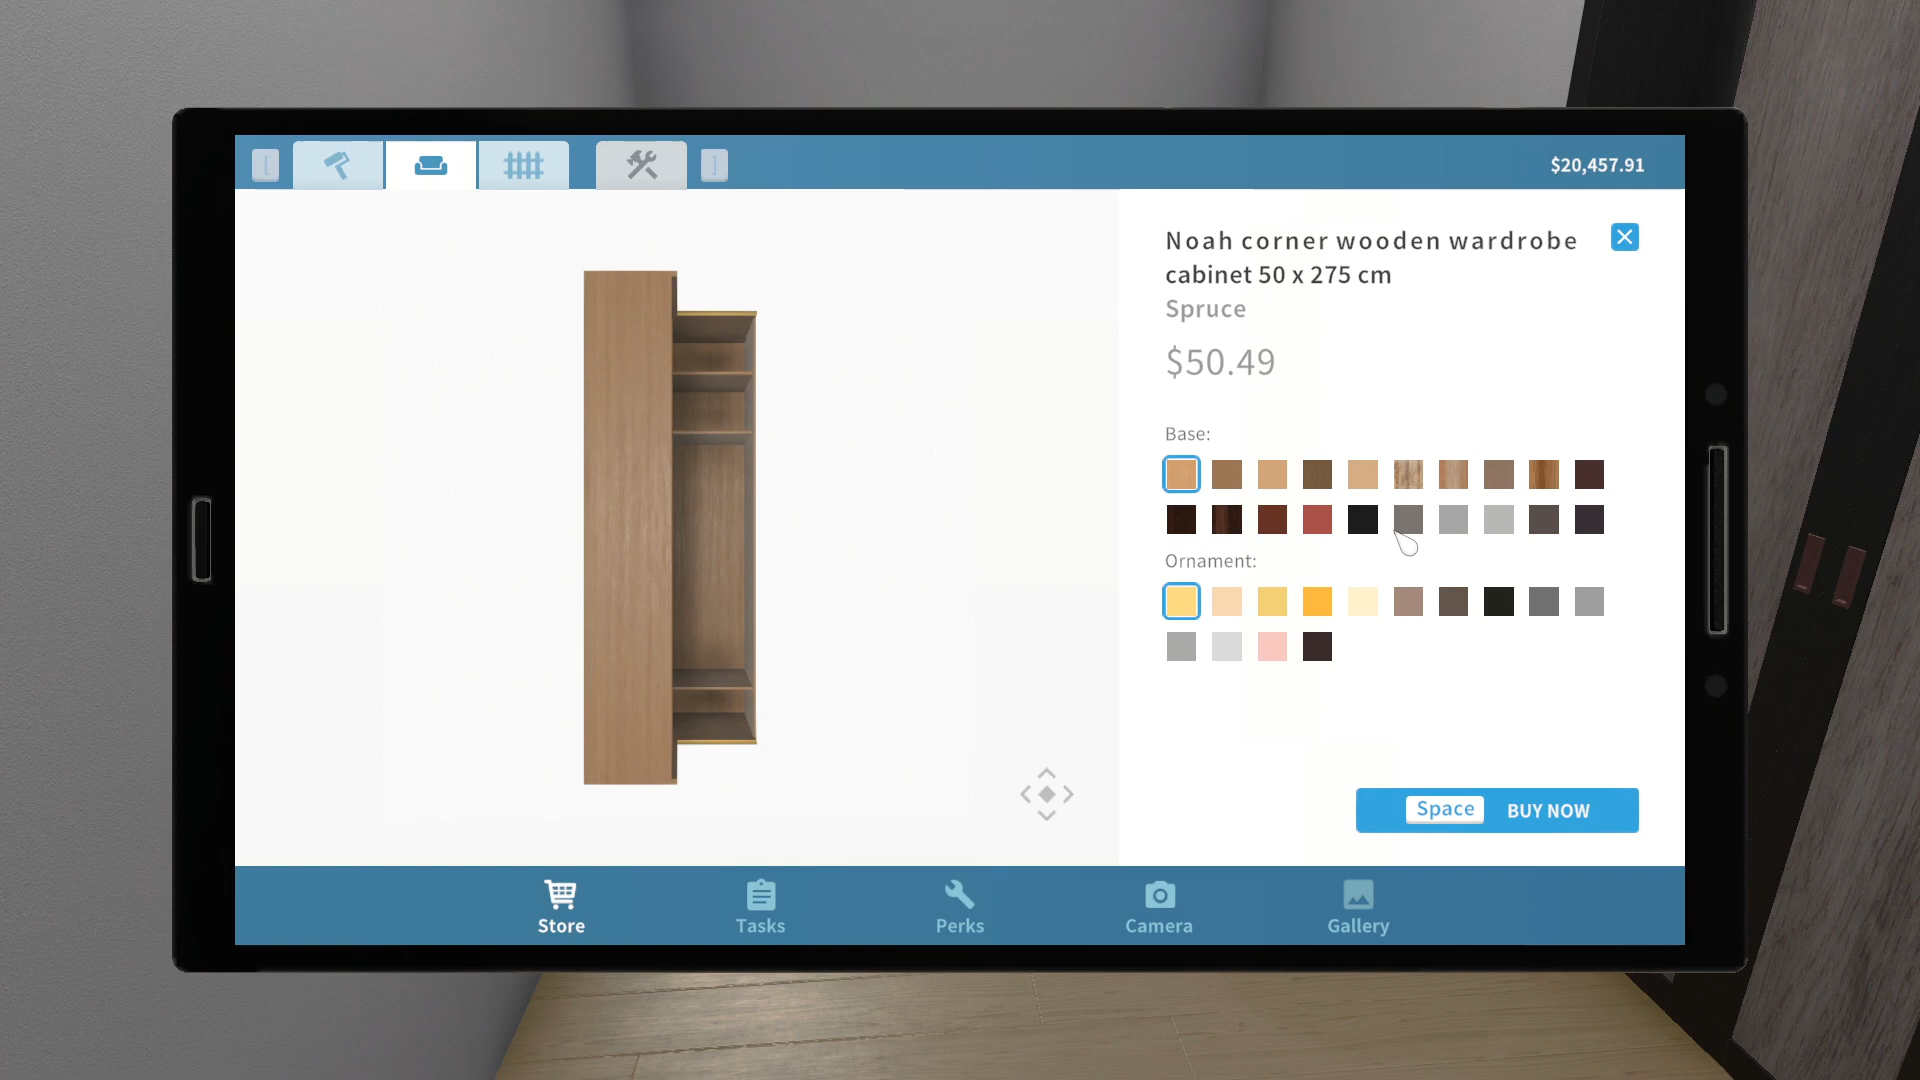 [
]
$20,457.91
Noah corner wooden wardrobe
cabinet 50 x 275 cm
Spruce
$50.49
Base:
Ornament:
Space BUY NOW
Store
Tasks
Perks
Camera
Gallery